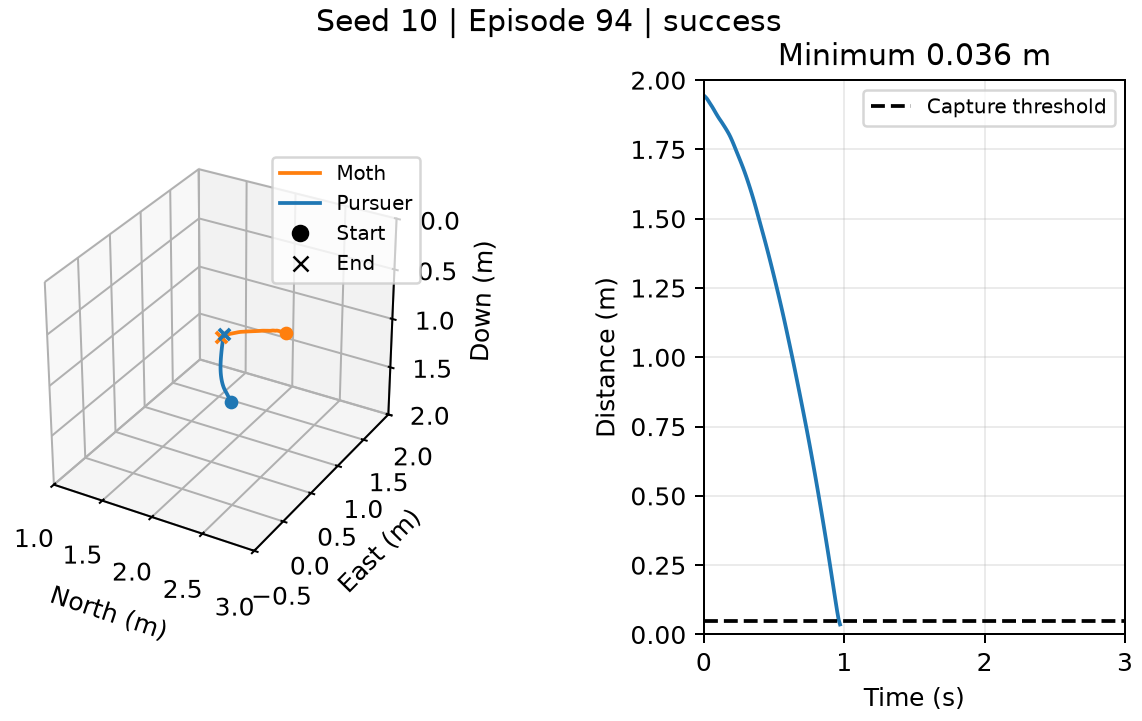 Seed 10 | Episode 94 | success
Moth
Pursuer
Start
End
0.0
0.5
1.0
1.5
2.0
Down (m)
1.0
1.5
2.0
2.5
3.0
North (m)
−0.5
0.0
0.5
1.0
1.5
2.0
East (m)
Minimum 0.036 m
Capture threshold
2.00
1.75
1.50
1.25
1.00
0.75
0.50
0.25
0.00
Distance (m)
0
1
2
3
Time (s)